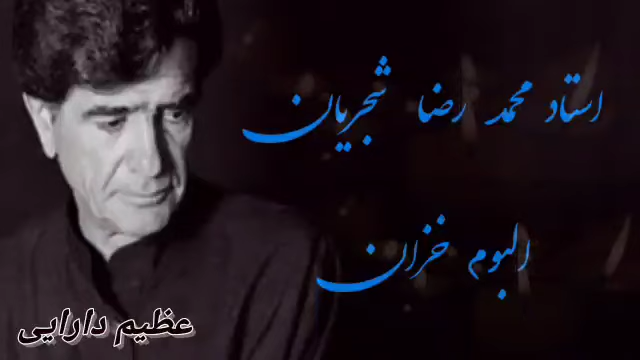 استاد محمد رضا شجریان
البوم خزان
عظیم دارایی